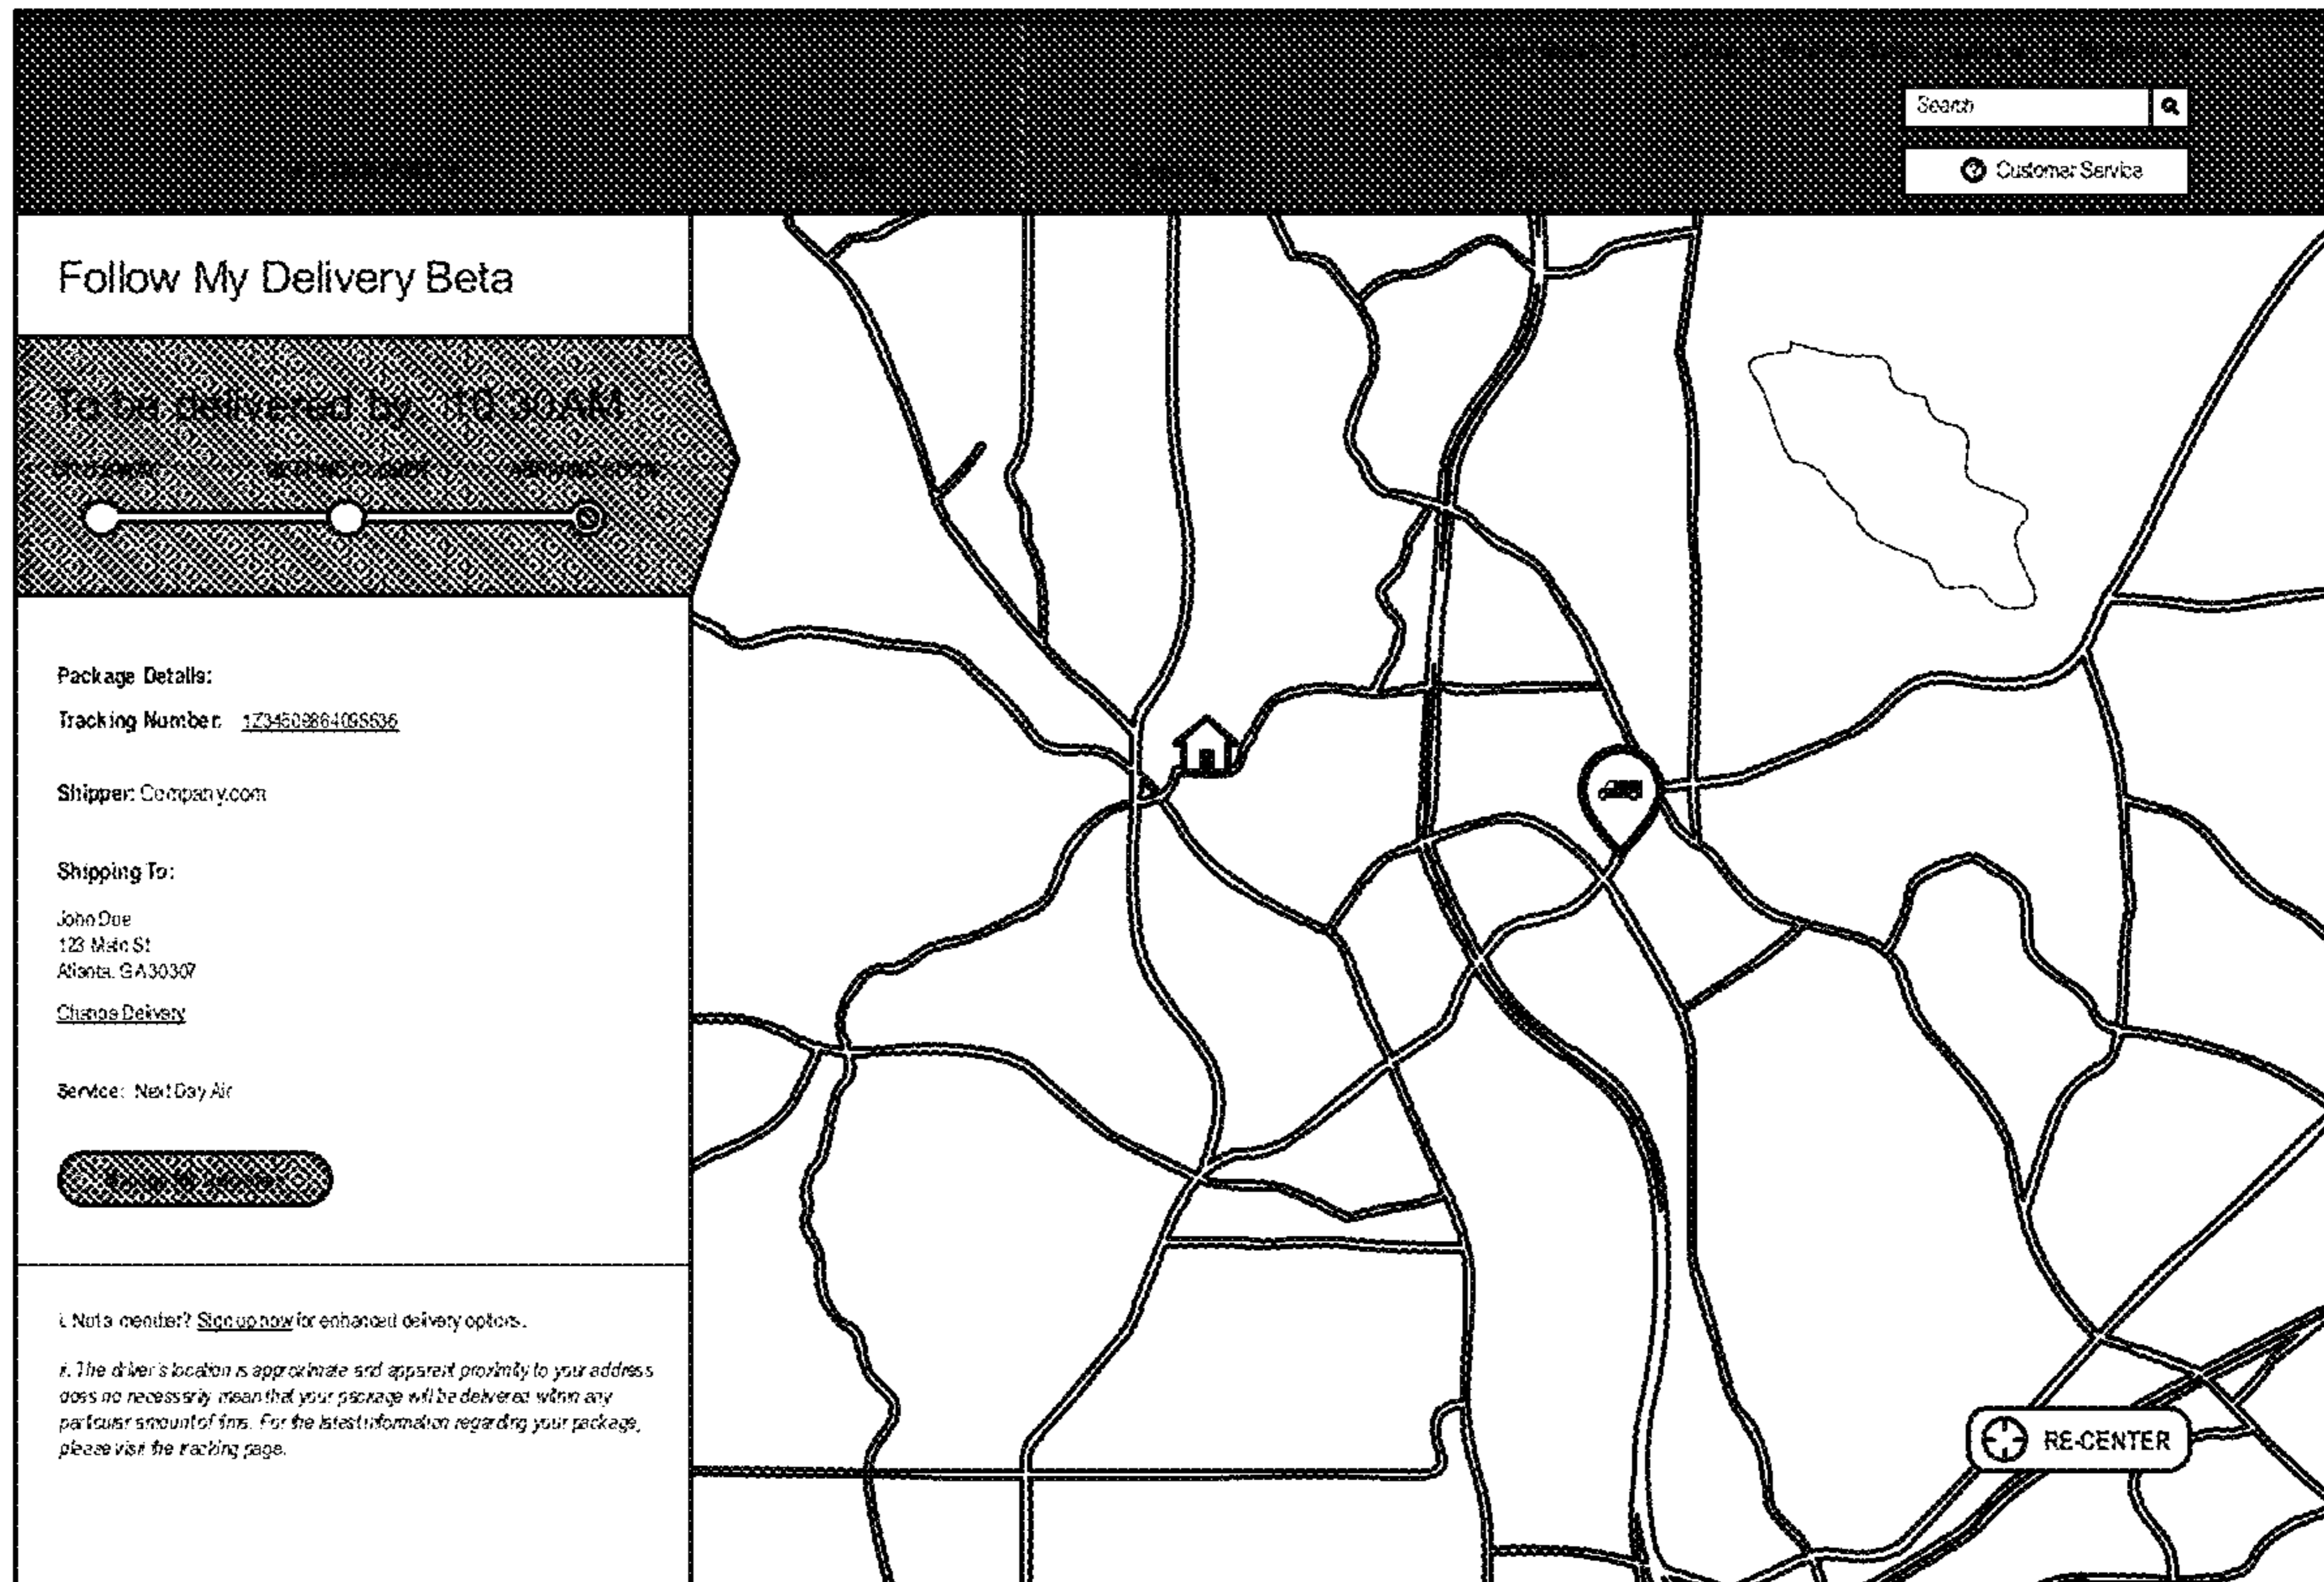 Search
Customer Service
Follow My Delivery Beta
To be delivered by: 10:30AM
Package Details:
Tracking Number:
Shipper: Company.com
Shipping To:
John Doe
123 Main St
Atlanta, GA 30307
Change Delivery
Service: Next Day Air
i. Not a member? Sign up now for enhanced delivery options.
ii. The driver's location is approximate and apparent proximity to your address
does no necessarily mean that your package will be delivered within any
particular amount of time. For the latest information regarding your package,
please visit the tracking page.
RE-CENTER